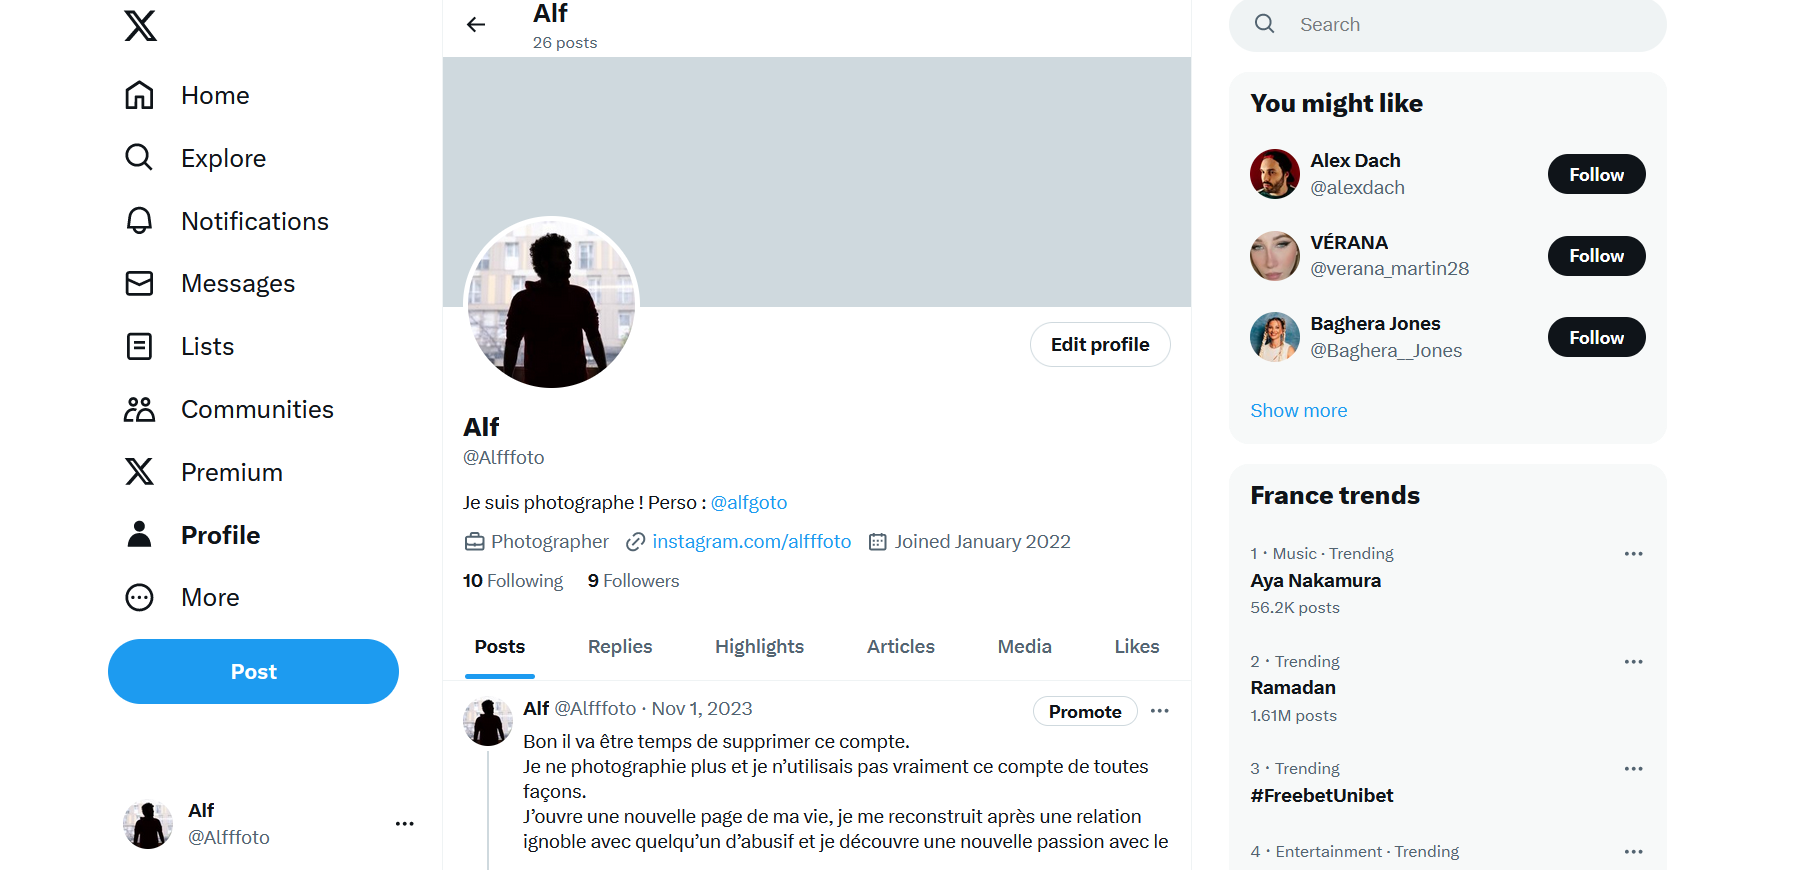 Home
Explore
Notifications
Messages
Lists
Communities
Premium
Profile
More
Post
Alf
@Alfffoto
Alf
26 posts
Edit profile
Alf
@Alfffoto
Je suis photographe ! Perso : @alfgoto
Photographer instagram.com/alfffoto Joined January 2022
10 Following 9 Followers
Posts Replies Highlights Articles Media Likes
Alf @Alfffoto · Nov 1, 2023 Promote
Bon il va être temps de supprimer ce compte.
Je ne photographie plus et je n’utilisais pas vraiment ce compte de toutes
façons.
J’ouvre une nouvelle page de ma vie, je me reconstruit après une relation
ignoble avec quelqu’un d’abusif et je découvre une nouvelle passion avec le
Search
You might like
Alex Dach
@alexdach
Follow
VÉRANA
@verana_martin28
Follow
Baghera Jones
@Baghera__Jones
Follow
Show more
France trends
1 · Music · Trending
Aya Nakamura
56.2K posts
2 · Trending
Ramadan
1.61M posts
3 · Trending
#FreebetUnibet
4 · Entertainment · Trending